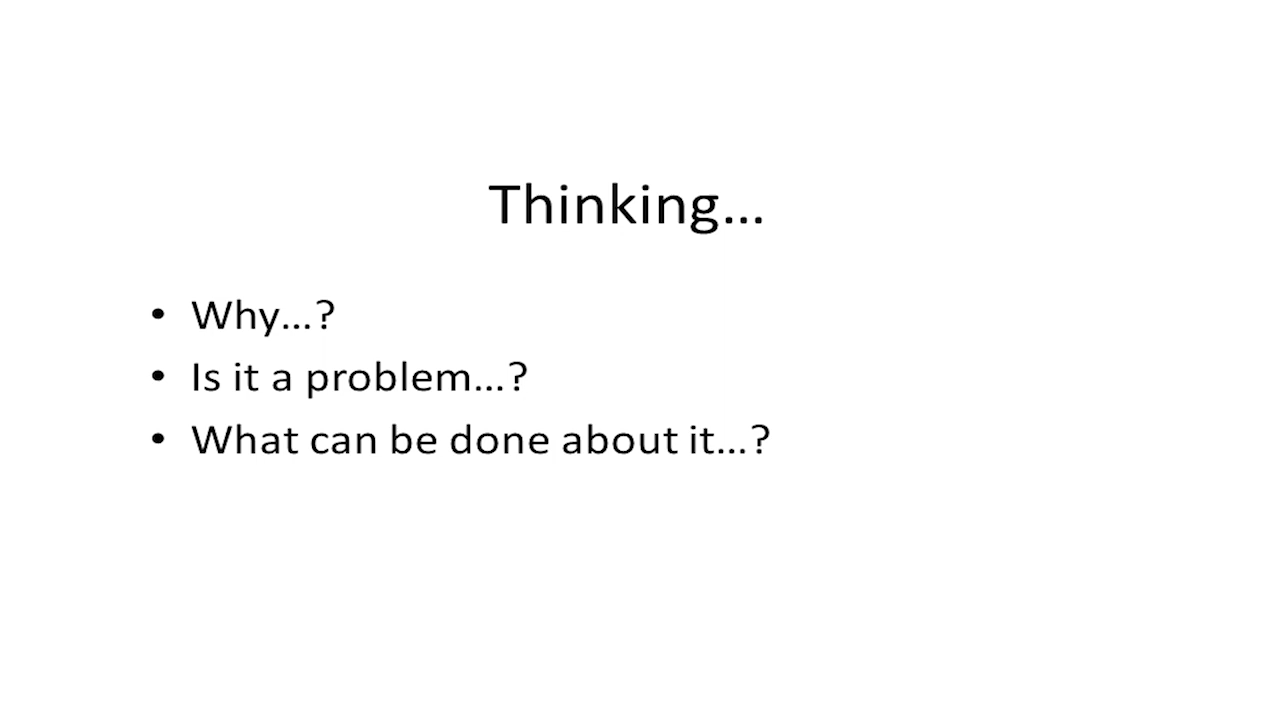 Thinking...
• Why...?
• Is it a problem...?
• What can be done about it...?